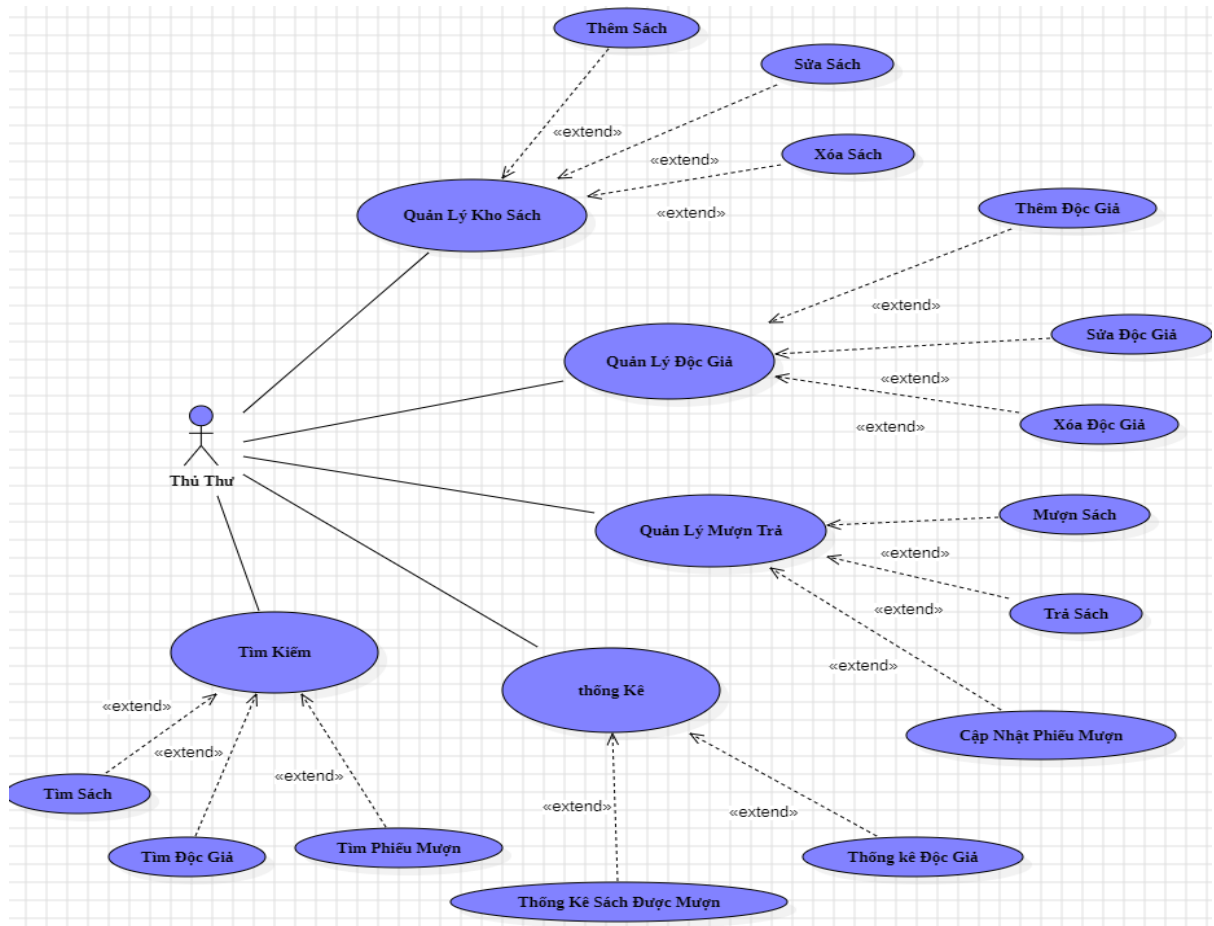 Thêm Sách
Sửa Sách
«extend»
Xóa Sách
«extend»
Quản Lý Kho Sách
«extend»
Thêm Độc Giả
«extend»
Sửa Độc Giả
Quản Lý Độc Giả
«extend»
Xóa Độc Giả
«extend»
Thủ Thư
Mượn Sách
Quản Lý Mượn Trả
«extend»
«extend»
Trả Sách
Tìm Kiếm
«extend»
thống Kê
«extend»
Cập Nhật Phiếu Mượn
«extend»
«extend»
Tìm Sách
«extend»
«extend»
Tìm Phiếu Mượn
Tìm Độc Giả
Thống kê Độc Giả
Thống Kê Sách Được Mượn